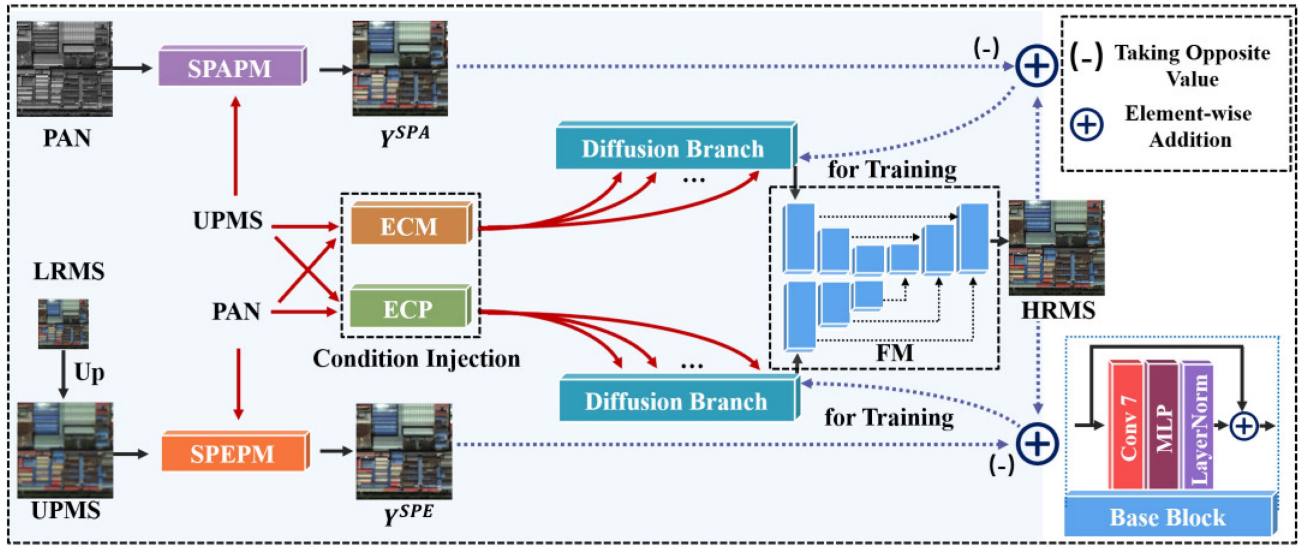 PAN
SPAPM
Y^{SPA}
(-)
(-) Taking Opposite
Value
Element-wise
Addition
Diffusion Branch
...
for Training
UPMS
ECM
LRMS
PAN
ECP
Condition Injection
FM
HRMS
Up
...
Diffusion Branch
for Training
UPMS
SPEPM
Y^{SPE}
(-)
Conv 7
MLP
LayerNorm
Base Block